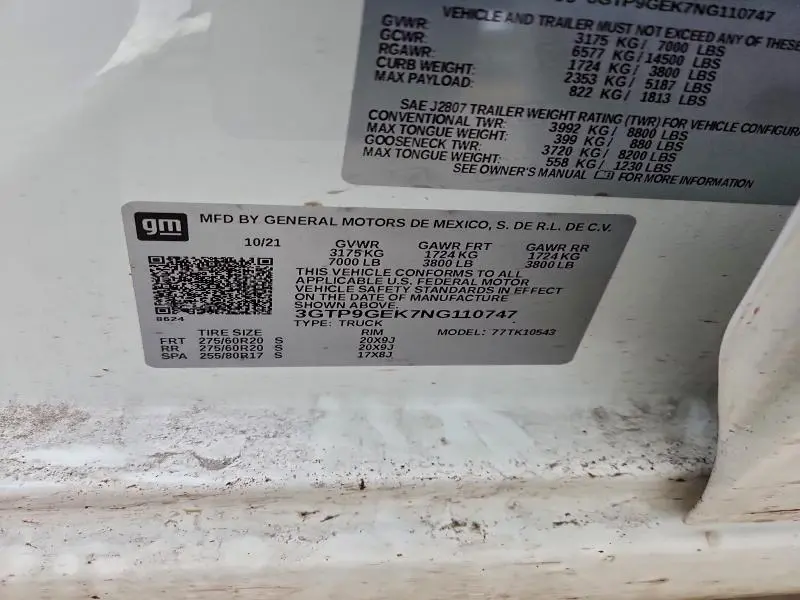 3GTP9GEK7NG110747
VEHICLE AND TRAILER MUST NOT EXCEED ANY OF THESE
GVWR: 3175 KG/ 7000 LBS
GCWR: 6577 KG/14500 LBS
RGAWR: 1724 KG/ 3800 LBS
CURB WEIGHT: 2353 KG/ 5187 LBS
MAX PAYLOAD: 822 KG/ 1813 LBS
SAE J2807 TRAILER WEIGHT RATING (TWR) FOR VEHICLE
CONVENTIONAL TWR: 3992 KG/ 8800 LBS
MAX TONGUE WEIGHT: 399 KG/ 880 LBS
GOOSENECK TWR: 3720 KG/ 8200 LBS
MAX TONGUE WEIGHT: 558 KG/ 1230 LBS
SEE OWNER'S MANUAL FOR MORE INFORMATION
gm MFD BY GENERAL MOTORS DE MEXICO, S. DE R.L. DE C.V.
10/21 GVWR GAWR FRT GAWR RR
3175 KG 1724 KG 1724 KG
7000 LB 3800 LB 3800 LB
THIS VEHICLE CONFORMS TO ALL
APPLICABLE U.S. FEDERAL MOTOR
VEHICLE SAFETY STANDARDS IN EFFECT
ON THE DATE OF MANUFACTURE
SHOWN ABOVE.
8624 3GTP9GEK7NG110747
TYPE: TRUCK MODEL: 77TK10543
TIRE SIZE RIM
FRT 275/60R20 S 20X9J
RR 275/60R20 S 20X9J
SPA 255/80R17 S 17X8J